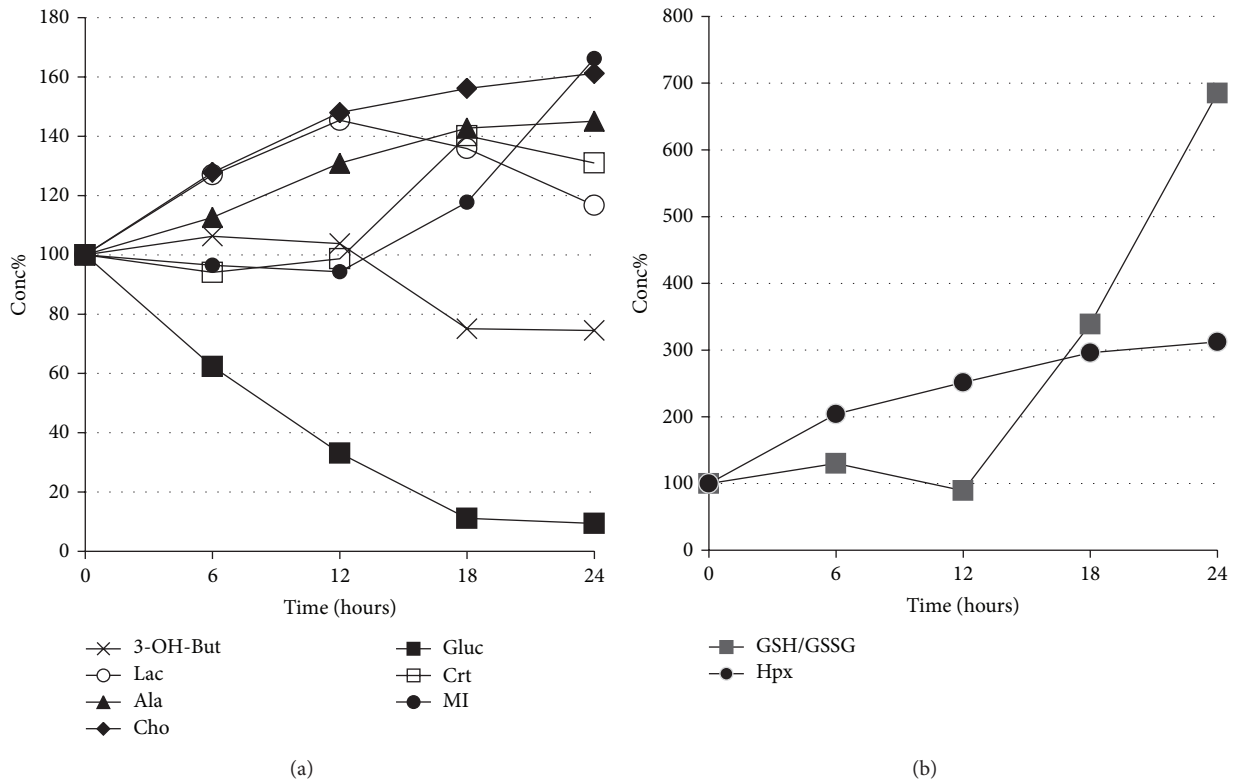 180
160
140
120
100
80
60
40
20
0
Conc%
0 6 12 18 24
Time (hours)
3-OH-But
Lac
Ala
Cho
Gluc
Crt
MI
(a)
800
700
600
500
400
300
200
100
0
Conc%
0 6 12 18 24
Time (hours)
GSH/GSSG
Hpx
(b)